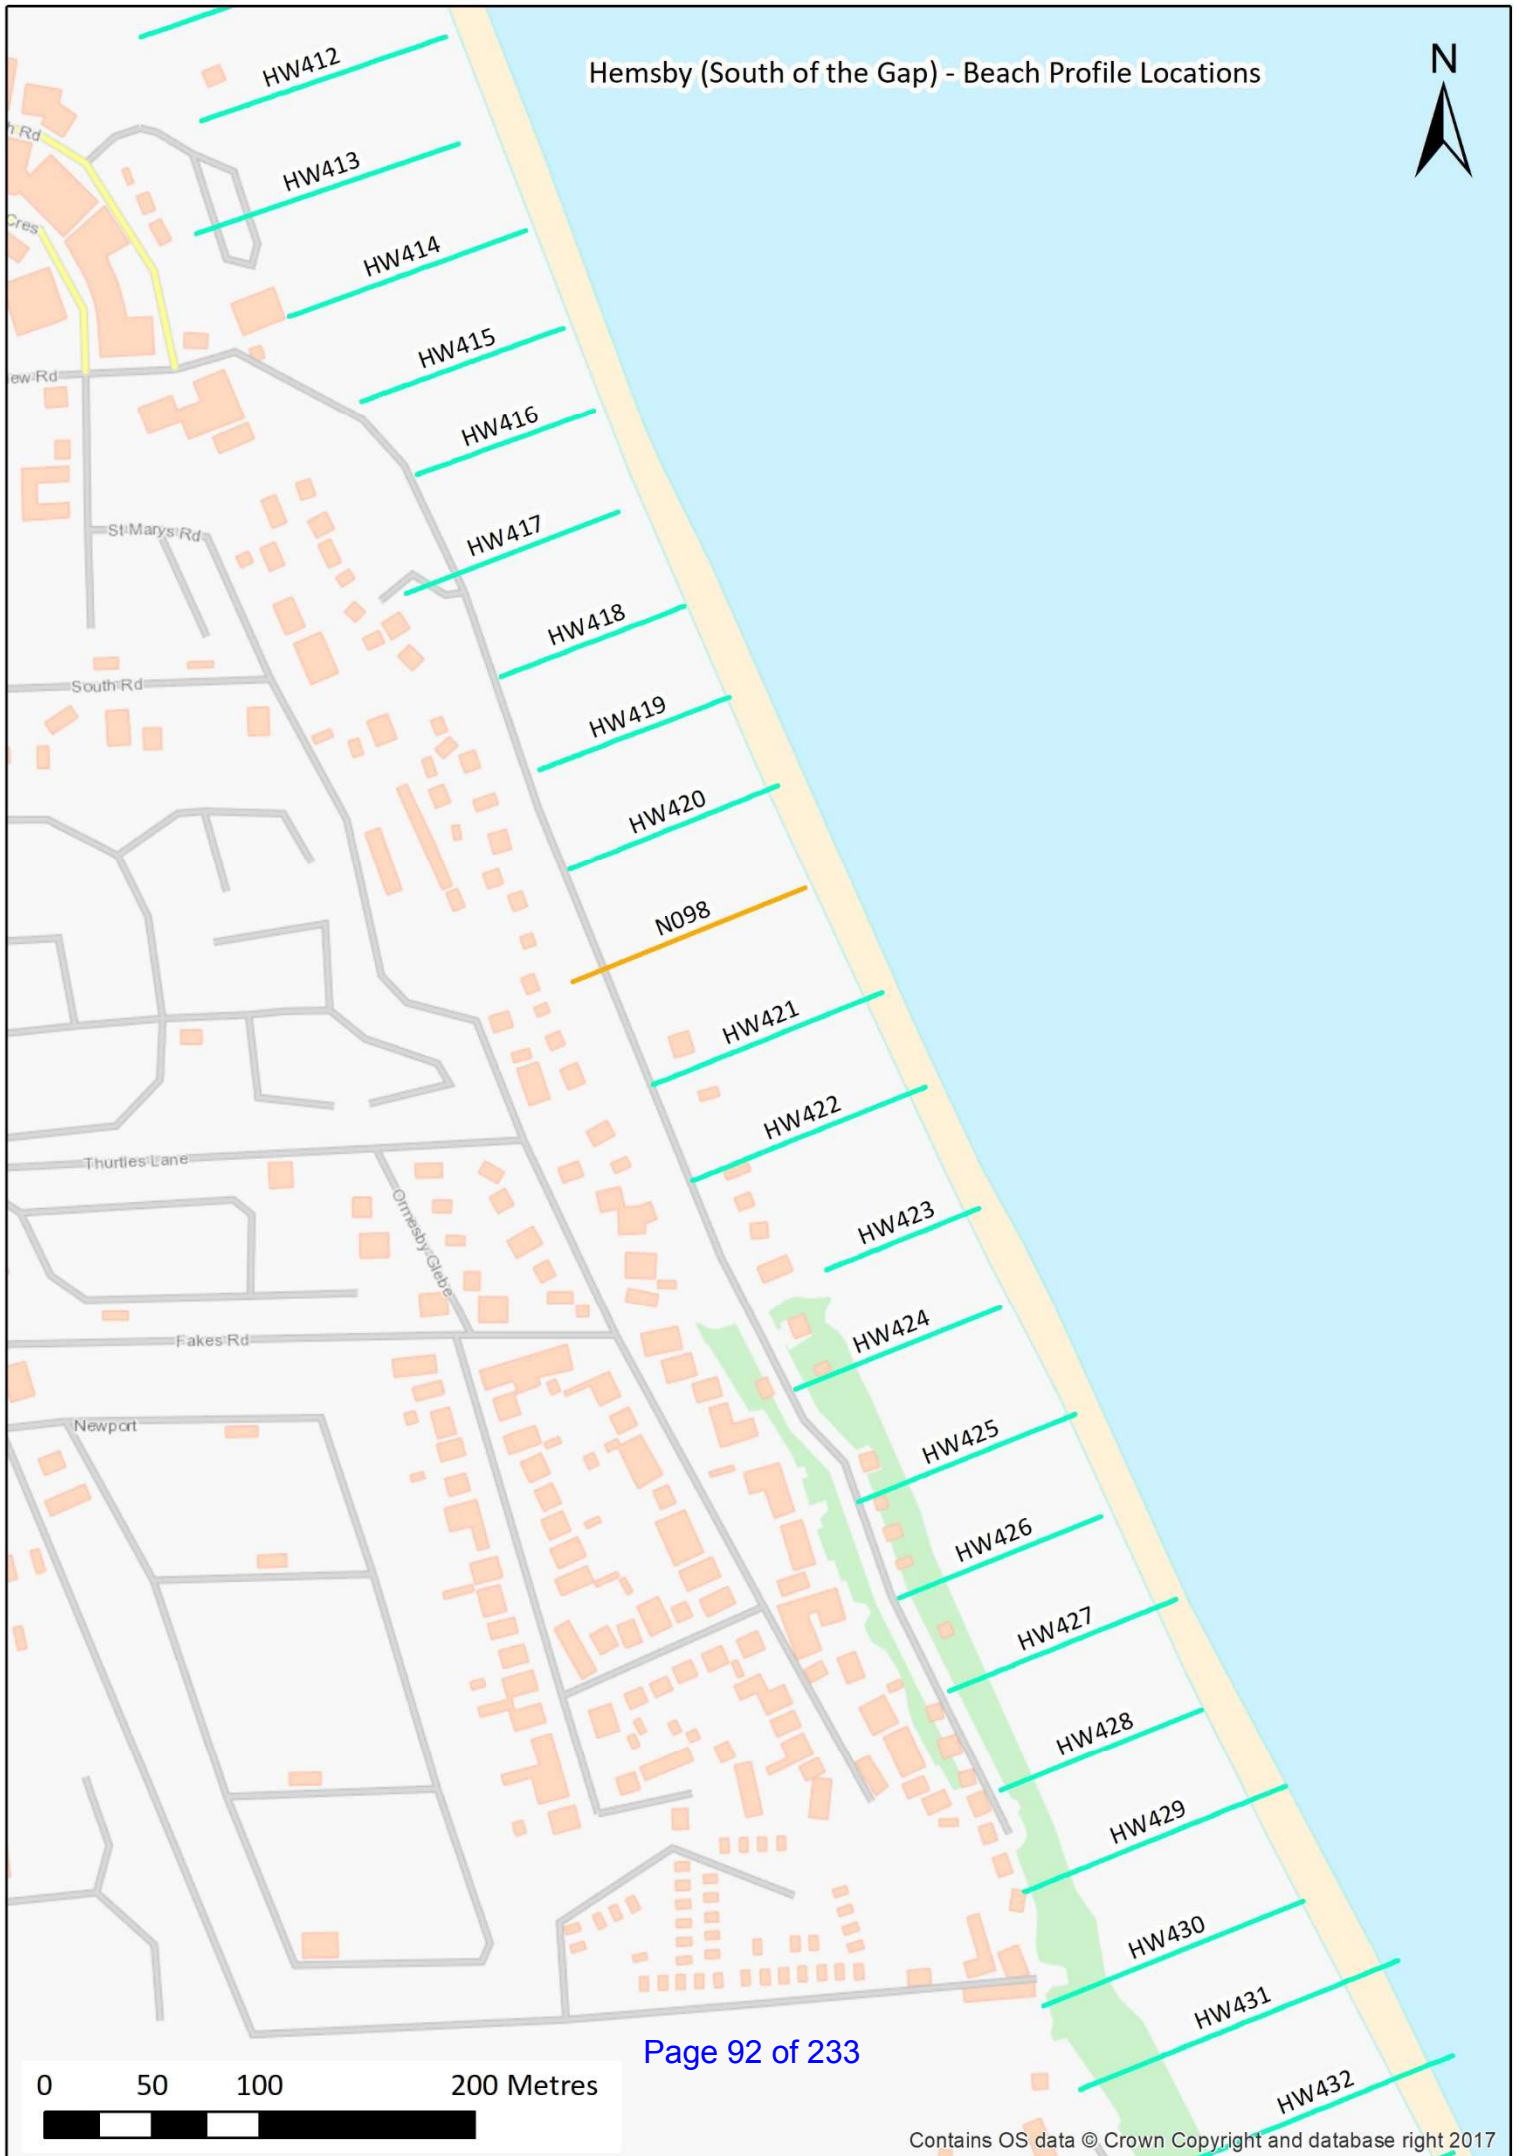 Hemsby (South of the Gap) - Beach Profile Locations
N
HW412
h Rd
HW413
Cres
HW414
HW415
ew Rd
HW416
HW417
St Marys Rd
HW418
South Rd
HW419
HW420
N098
HW421
HW422
Thurtles Lane
Ormesby Glebe
HW423
HW424
Fakes Rd
Newport
HW425
HW426
HW427
HW428
HW429
HW430
HW431
HW432
Page 92 of 233
0 50 100 200 Metres
Contains OS data © Crown Copyright and database right 2017